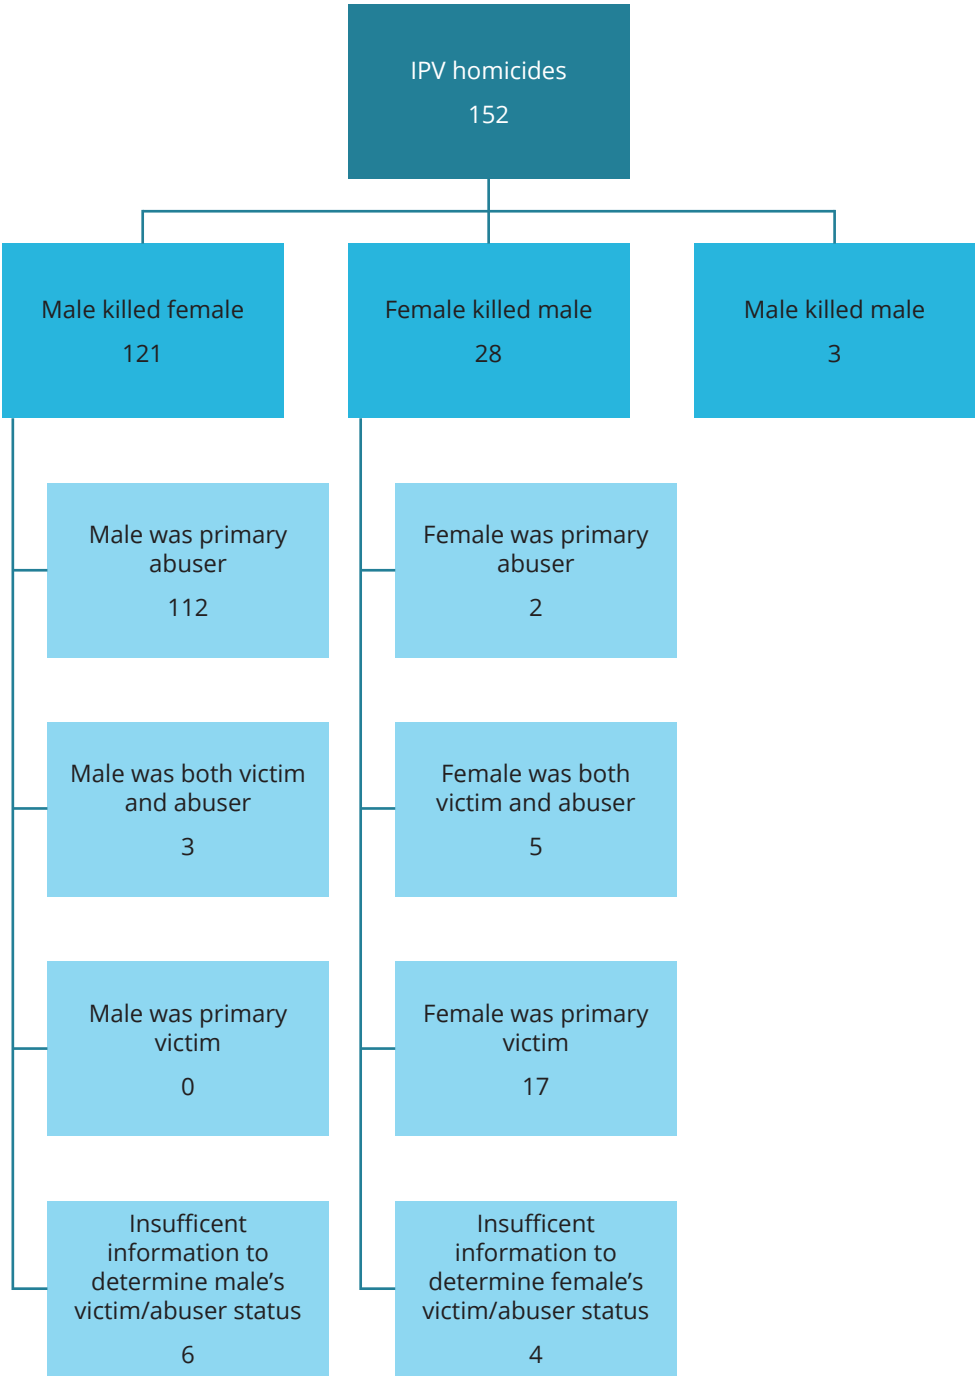 IPV homicides
152
Male killed female
121
Female killed male
28
Male killed male
3
Male was primary
abuser
112
Female was primary
abuser
2
Male was both victim
and abuser
3
Female was both
victim and abuser
5
Male was primary
victim
0
Female was primary
victim
17
Insufficent
information to
determine male’s
victim/abuser status
6
Insufficent
information to
determine female’s
victim/abuser status
4